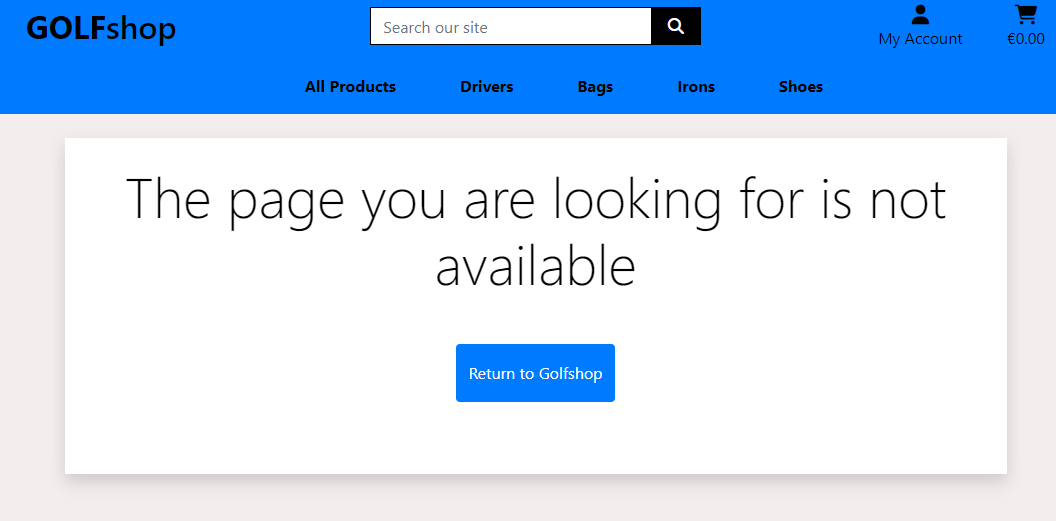 GOLFshop
Search our site
My Account
€0.00
All Products
Drivers
Bags
Irons
Shoes
The page you are looking for is not
available
Return to Golfshop